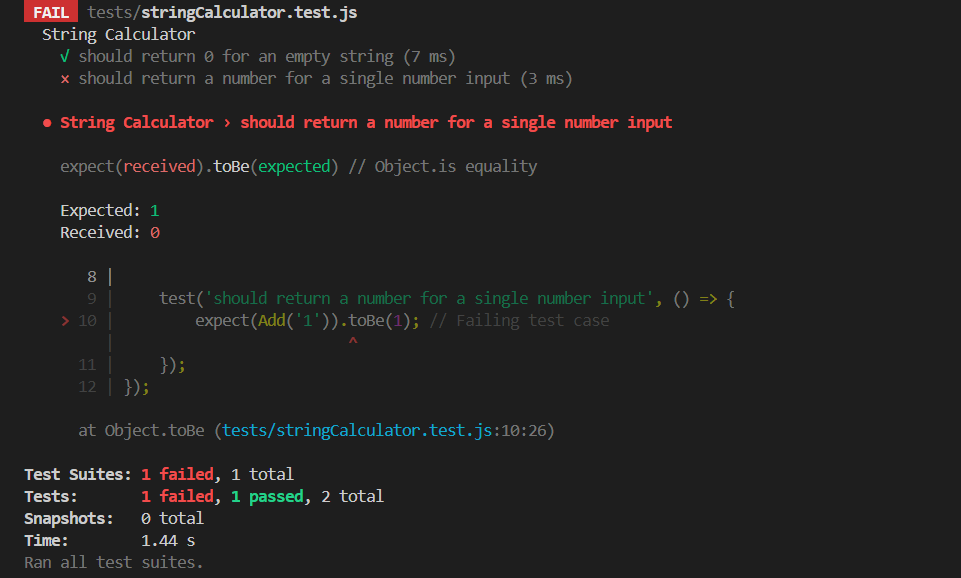 FAIL tests/stringCalculator.test.js
String Calculator
√ should return 0 for an empty string (7 ms)
× should return a number for a single number input (3 ms)
● String Calculator › should return a number for a single number input
expect(received).toBe(expected) // Object.is equality
Expected: 1
Received: 0
8 |
9 | test('should return a number for a single number input', () => {
> 10 | expect(Add('1')).toBe(1); // Failing test case
| ^
11 | });
12 | });
at Object.toBe (tests/stringCalculator.test.js:10:26)
Test Suites: 1 failed, 1 total
Tests: 1 failed, 1 passed, 2 total
Snapshots: 0 total
Time: 1.44 s
Ran all test suites.